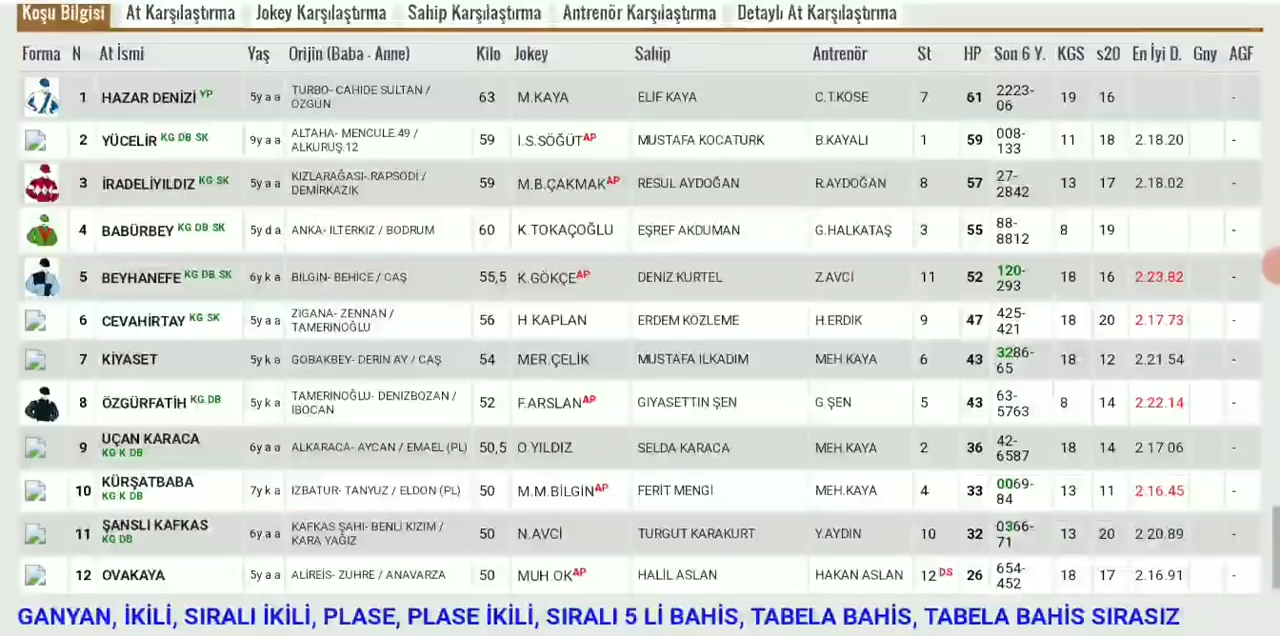 Koşu Bilgisi At Karşılaştırma Jokey Karşılaştırma Sahip Karşılaştırma Antrenör Karşılaştırma Detaylı At Karşılaştırma
Forma N At İsmi Yaş Orijin (Baba - Anne) Kilo Jokey Sahip Antrenör St HP Son 6 Y. KGS s20 En İyi D. Gny AGF
1 HAZAR DENİZİ YP 5y a a TURBO- CAHIDE SULTAN / ÖZGÜN 63 M.KAYA ELIF KAYA C.T.KÖSE 7 61 2223-06 19 16 -
2 YÜCELİR KG DB SK 9y a a ALTAHA- MENCULE.49 / ALKURUŞ.12 59 İ.S.SÖĞÜT AP MUSTAFA KOCATÜRK B.KAYALI 1 59 008-133 11 18 2.18.20 -
3 İRADELİYILDIZ KG SK 5y a a KIZLARAĞASI- RAPSODİ / DEMİRKAZIK 59 M.B.ÇAKMAK AP RESUL AYDOĞAN R.AYDOĞAN 8 57 27-2842 13 17 2.18.02 -
4 BABÜRBEY KG DB SK 5y d a ANKA- ILTERKIZ / BODRUM 60 K.TOKAÇOĞLU EŞREF AKDUMAN G.HALKATAŞ 3 55 88-8812 8 19 -
5 BEYHANEFE KG DB SK 6y k a BILGIN- BEHICE / CAŞ 55,5 K.GÖKÇE AP DENIZ KURTEL Z.AVCI 11 52 120-293 18 16 2.23.82 -
6 CEVAHİRTAY KG SK 5y a a ZIGANA- ZENNAN / TAMERINOĞLU 56 H.KAPLAN ERDEM KÖZLEME H.ERDIK 9 47 425-421 18 20 2.17.73 -
7 KİYASET 5y k a GOBAKBEY- DERIN AY / CAŞ 54 MER.ÇELİK MUSTAFA ILKADIM MEH.KAYA 6 43 3286-65 18 12 2.21.54 -
8 ÖZGÜRFATİH KG DB 5y k a TAMERINOĞLU- DENIZBOZAN / IBOCAN 52 F.ARSLAN AP GIYASETTIN ŞEN G.ŞEN 5 43 63-5763 8 14 2.22.14 -
9 UÇAN KARACA KG K DB 6y a a ALKARACA- AYCAN / EMAEL (PL) 50,5 O.YILDIZ SELDA KARACA MEH.KAYA 2 36 42-6587 18 14 2.17.06 -
10 KÜRŞATBABA KG K DB 7y k a IZBATUR- TANYUZ / ELDON (PL) 50 M.M.BİLGİN AP FERIT MENGI MEH.KAYA 4 33 0069-84 13 11 2.16.45 -
11 ŞANSLI KAFKAS KG DB 6y a a KAFKAS ŞAHI- BENLI KIZIM / KARA YAĞIZ 50 N.AVCİ TURGUT KARAKURT Y.AYDIN 10 32 0366-71 13 20 2.20.89 -
12 OVAKAYA 5y a a ALIREIS- ZUHRE / ANAVARZA 50 MUH.OK AP HALİL ASLAN HAKAN ASLAN 12 DS 26 654-452 18 17 2.16.91 -
GANYAN, İKİLİ, SIRALI İKİLİ, PLASE, PLASE İKİLİ, SIRALI 5 Lİ BAHİS, TABELA BAHİS, TABELA BAHİS SIRASIZ